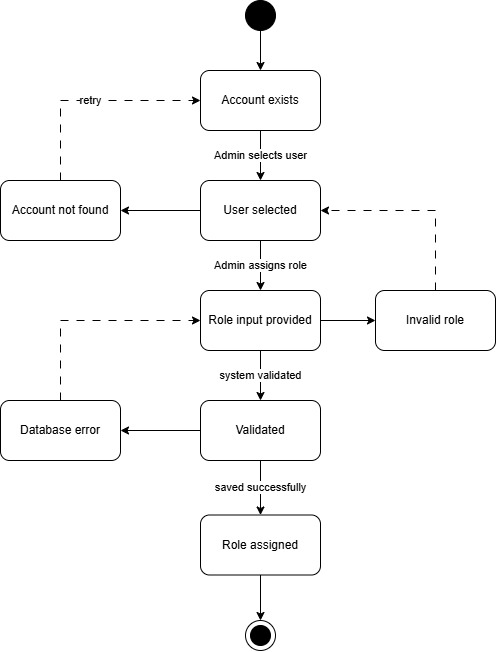 Account exists
retry
Admin selects user
Account not found
User selected
Admin assigns role
Role input provided
Invalid role
system validated
Database error
Validated
saved successfully
Role assigned